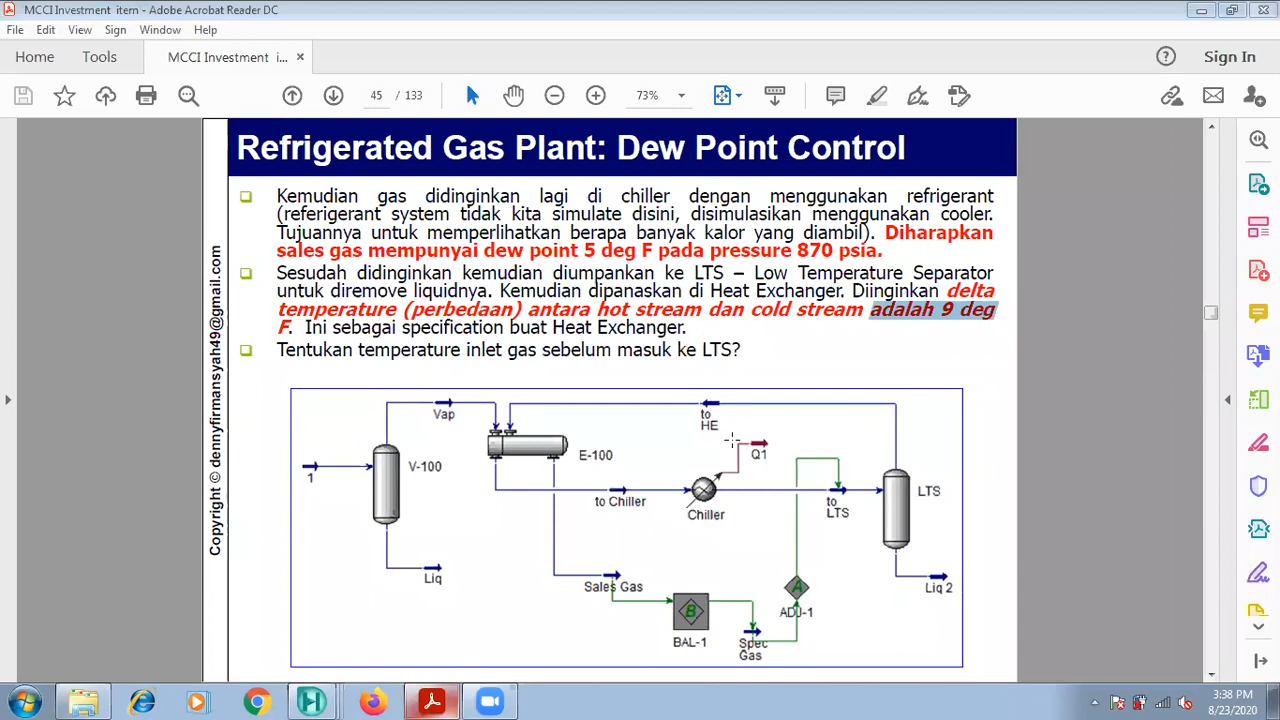 MCCI Investment item - Adobe Acrobat Reader DC
File Edit View Sign Window Help
Home Tools MCCI Investment i... × Sign In
45 / 133 73%
Refrigerated Gas Plant: Dew Point Control
Kemudian gas didinginkan lagi di chiller dengan menggunakan refrigerant
(referigerant system tidak kita simulate disini, disimulasikan menggunakan cooler.
Tujuannya untuk memperlihatkan berapa banyak kalor yang diambil). Diharapkan
sales gas mempunyai dew point 5 deg F pada pressure 870 psia.
Sesudah didinginkan kemudian diumpankan ke LTS – Low Temperature Separator
untuk diremove liquidnya. Kemudian dipanaskan di Heat Exchanger. Diinginkan delta
temperature (perbedaan) antara hot stream dan cold stream adalah 9 deg
F. Ini sebagai specification buat Heat Exchanger.
Tentukan temperature inlet gas sebelum masuk ke LTS?
Copyright © dennyfirmansyah49@gmail.com
Vap
to
HE
V-100
E-100
Q1
1
to Chiller
Chiller
to
LTS
LTS
Liq
Sales Gas
B
BAL-1
Spec
Gas
A
ADJ-1
Liq 2
3:38 PM
8/23/2020